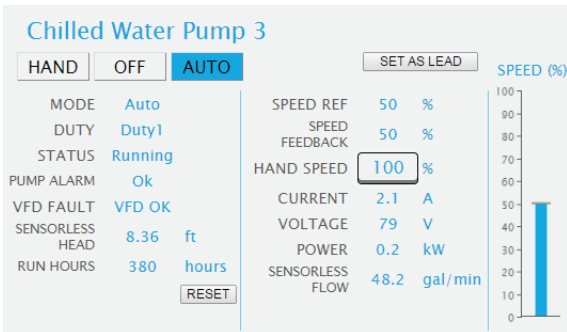 Chilled Water Pump 3
HAND OFF AUTO
SET AS LEAD
SPEED (%)
MODE Auto
DUTY Duty1
STATUS Running
PUMP ALARM Ok
VFD FAULT VFD OK
SENSORLESS
HEAD 8.36 ft
RUN HOURS 380 hours
RESET
SPEED REF 50 %
SPEED
FEEDBACK 50 %
HAND SPEED 100 %
CURRENT 2.1 A
VOLTAGE 79 V
POWER 0.2 kW
SENSORLESS
FLOW 48.2 gal/min
100
90
80
70
60
50
40
30
20
10
0